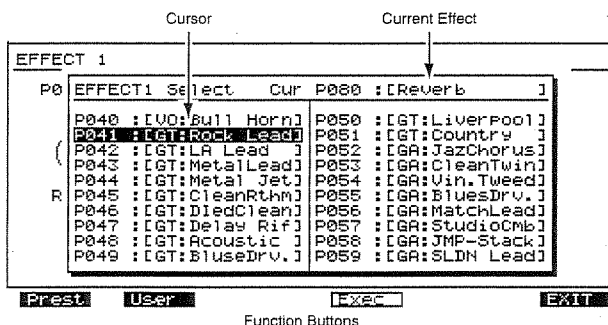 Cursor Current Effect
EFFECT 1
P0
EFFECT1 Select Cur P080 :[Reverb ]
P040 :[VO:Bull Horn] P050 :[GT:Liverpool]
P041 :[GT:Rock Lead] P051 :[GT:Country ]
( P042 :[GT:LA Lead ] P052 :[GA:JazChorus]
P043 :[GT:MetalLead] P053 :[GA:CleanTwin]
P044 :[GT:Metal Jet] P054 :[GA:Vin.Tweed]
R P045 :[GT:CleanRthm] P055 :[GA:BluesDrv.]
P046 :[GT:DIedClean] P056 :[GA:MatchLead]
P047 :[GT:Delay Rif] P057 :[GA:StudioCmb]
P048 :[GT:Acoustic ] P058 :[GA:JMP-Stack]
P049 :[GT:BluseDrv.] P059 :[GA:SLDN Lead]
Prest User Exec EXIT
Function Buttons